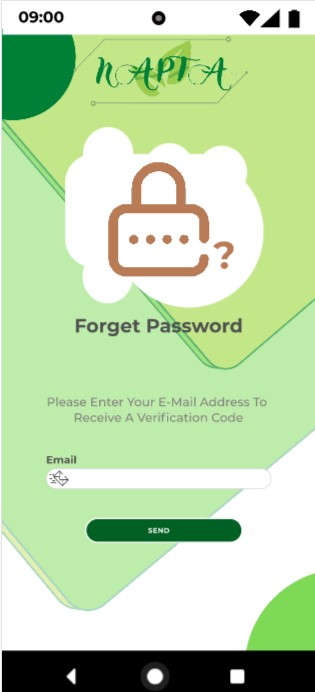 09:00
NAPTA
Forget Password
?
Please Enter Your E-Mail Address To
Receive A Verification Code
Email
SEND